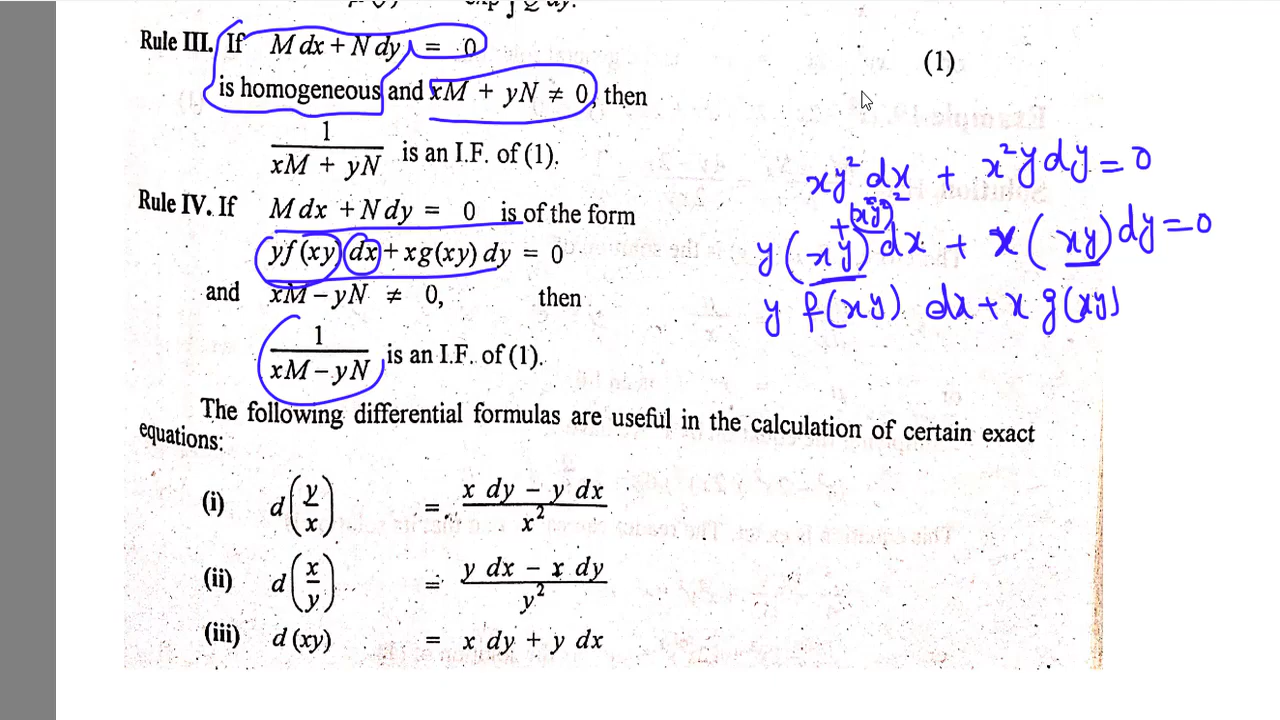 Rule III. If M dx + N dy = 0 (1)
is homogeneous and xM + yN ≠ 0, then
1
xM + yN is an I.F. of (1).
Rule IV. If M dx + N dy = 0 is of the form
yf(xy) dx + xg(xy) dy = 0
and xM – yN ≠ 0, then
1
xM – yN is an I.F. of (1).
The following differential formulas are useful in the calculation of certain exact
equations:
(i) d(y/x) = x dy – y dx / x²
(ii) d(x/y) = y dx – x dy / y²
(iii) d (xy) = x dy + y dx
xy² dx + x²y dy = 0
y (xy) dx + x (xy) dy = 0
y f(xy) dx + x g(xy)